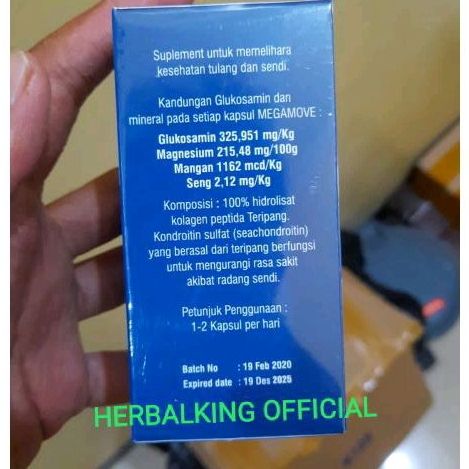 Suplement untuk memelihara
kesehatan tulang dan sendi.
Kandungan Glukosamin dan
mineral pada setiap kapsul MEGAMOVE :
Glukosamin 325,951 mg/Kg
Magnesium 215,48 mg/100g
Mangan 1162 mcd/Kg
Seng 2,12 mg/Kg
Komposisi : 100% hidrolisat
kolagen peptida Teripang.
Kondroitin sulfat (seachondroitin)
yang berasal dari teripang berfungsi
untuk mengurangi rasa sakit
akibat radang sendi.
Petunjuk Penggunaan :
1-2 Kapsul per hari
Batch No : 19 Feb 2020
Expired date : 19 Des 2025
HERBALKING OFFICIAL